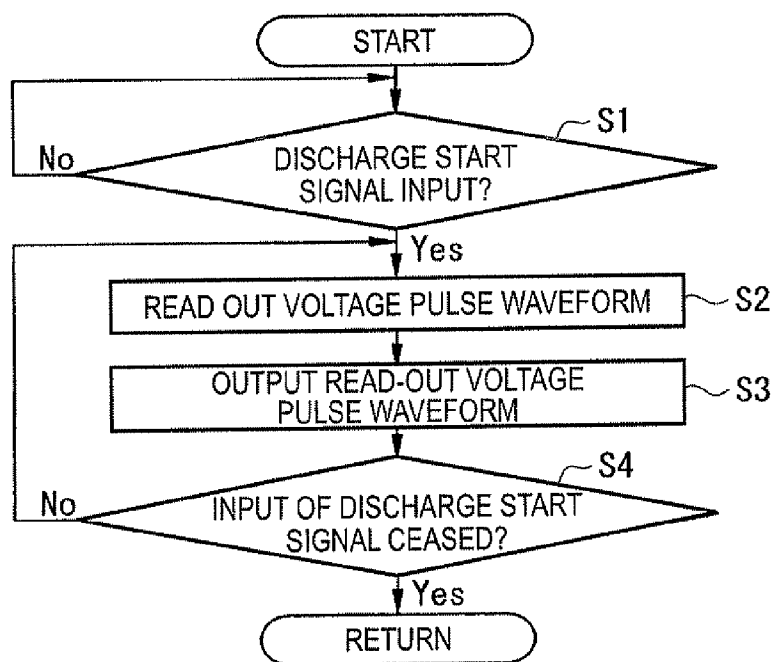 START
S1
No
DISCHARGE START
SIGNAL INPUT?
Yes
READ OUT VOLTAGE PULSE WAVEFORM
S2
OUTPUT READ-OUT VOLTAGE
PULSE WAVEFORM
S3
S4
No
INPUT OF DISCHARGE START
SIGNAL CEASED?
Yes
RETURN